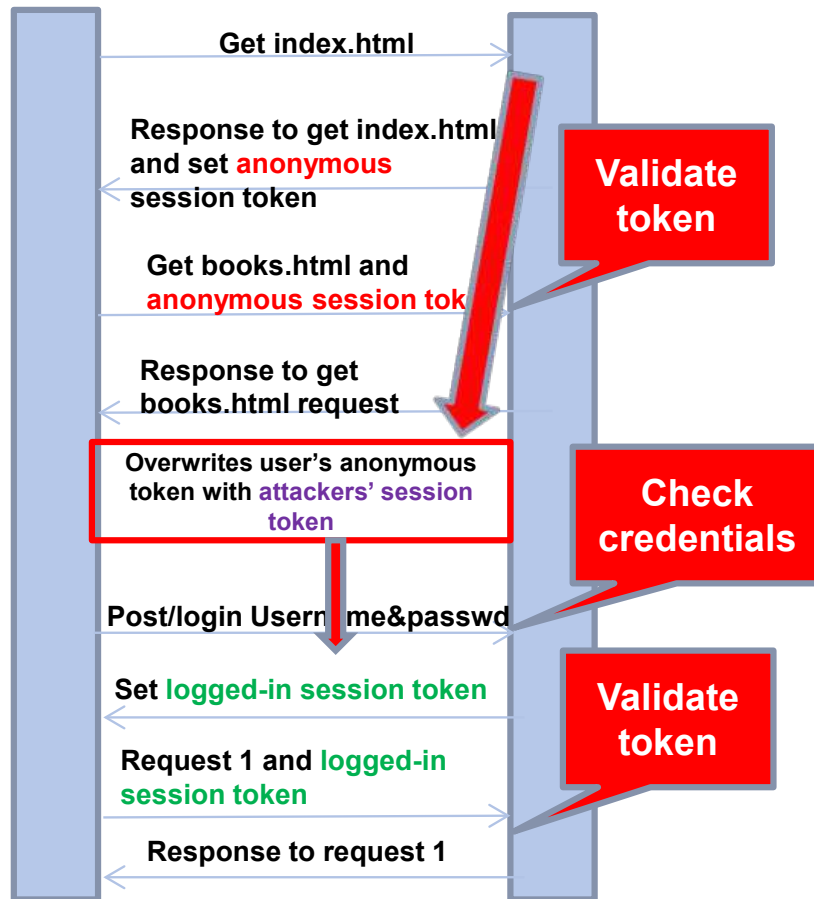 Get index.html
Response to get index.html
and set anonymous
session token
Validate
token
Get books.html and
anonymous session tok
Response to get
books.html request
Overwrites user's anonymous
token with attackers' session
token
Check
credentials
Post/login Username&passwd
Set logged-in session token
Validate
token
Request 1 and logged-in
session token
Response to request 1